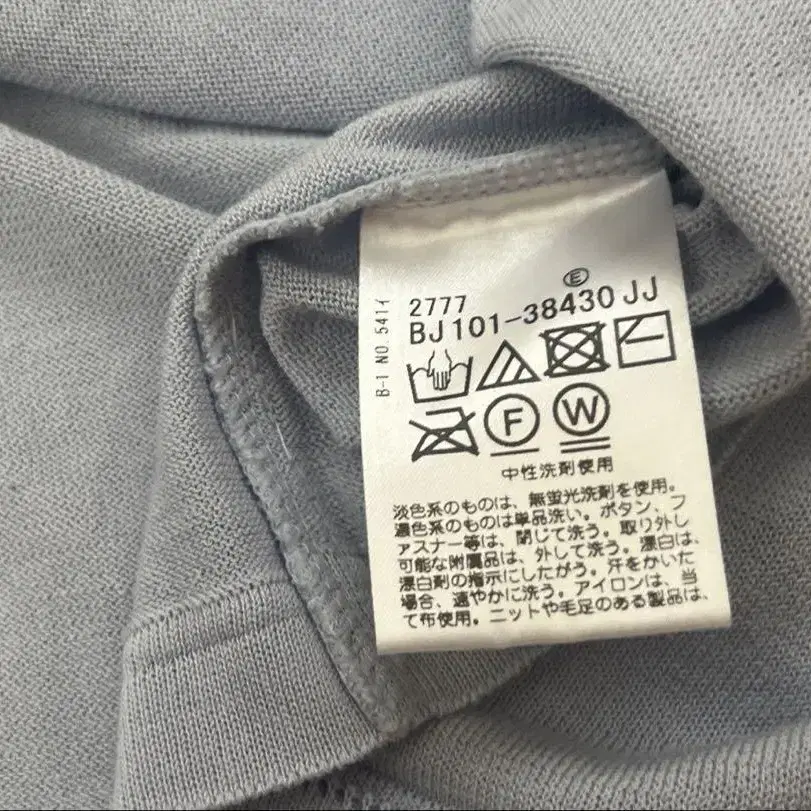 Ⓔ
2777
BJ101-38430 JJ
B-1 NO. 541イ
F W
中性洗剤使用
淡色系のものは、無蛍光洗剤を使用。
濃色系のものは単品洗い。ボタン、フ
ァスナー等は、閉じて洗う。取り外し
可能な附属品は、外して洗う。漂白は、
漂白剤の指示にしたがう。汗をかいた
場合、速やかに洗う。アイロンは、当
て布使用。ニットや毛足のある製品は、